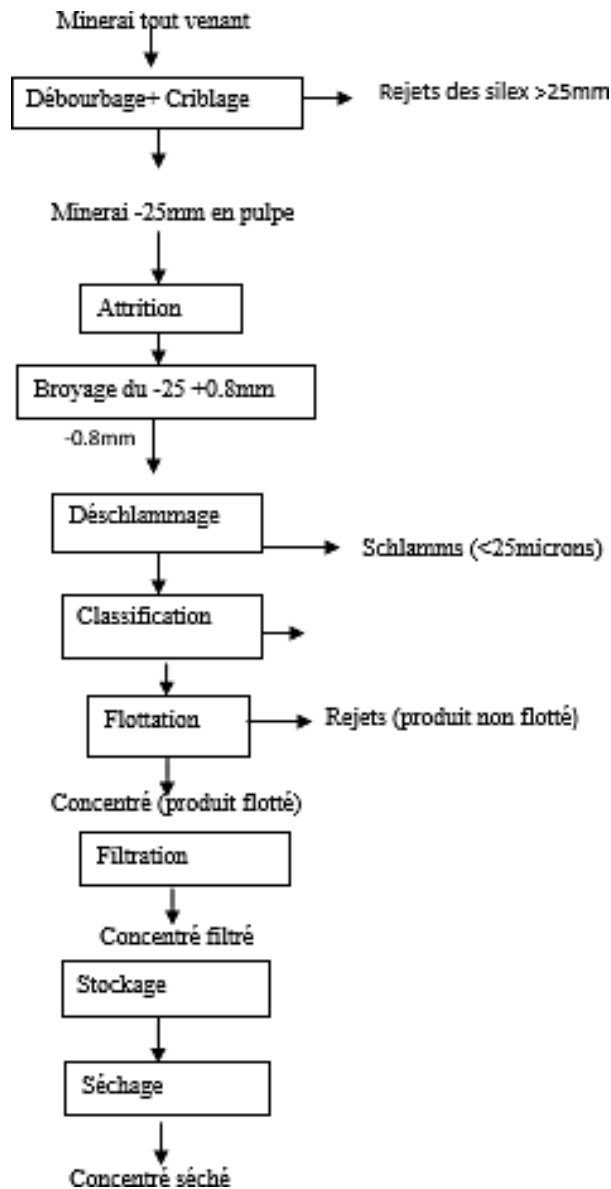 Minerai tout venant
Débourbage+ Criblage
Rejets des silex >25mm
Minerai -25mm en pulpe
Attrition
Broyage du -25 +0.8mm
-0.8mm
Déschlammage
Schlamms (<25microns)
Classification
Flottation
Rejets (produit non flotté)
Concentré (produit flotté)
Filtration
Concentré filtré
Stockage
Séchage
Concentré séché